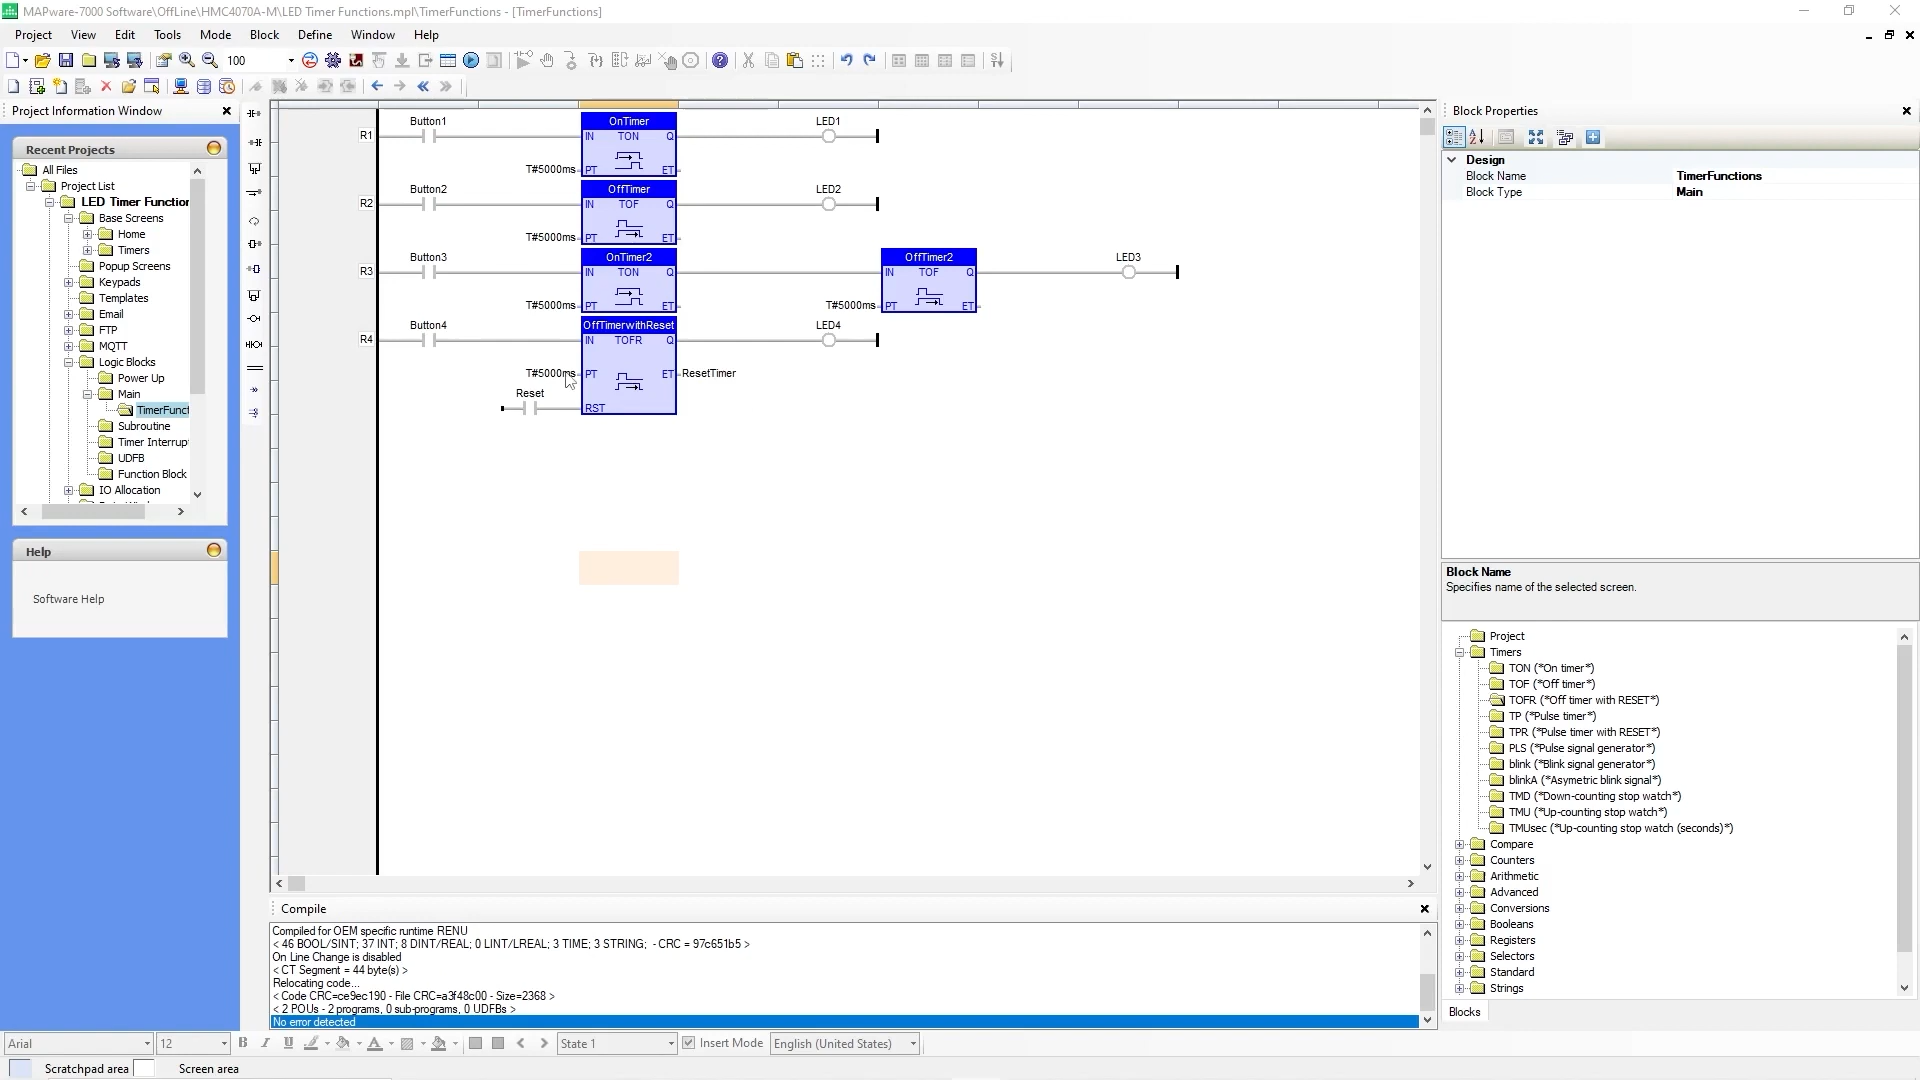 MAPware-7000 Software\OffLine\HMC4070A-M\LED Timer Functions.mpl\TimerFunctions - [TimerFunctions]
Project View Edit Tools Mode Block Define Window Help
100
Project Information Window
Recent Projects
All Files
Project List
LED Timer Function
Base Screens
Home
Timers
Popup Screens
Keypads
Templates
Email
FTP
MQTT
Logic Blocks
Power Up
Main
TimerFunct
Subroutine
Timer Interrup
UDFB
Function Block
IO Allocation
Help
Software Help
Button1 OnTimer LED1
R1 IN TON Q
T#5000ms PT ET
Button2 OffTimer LED2
R2 IN TOF Q
T#5000ms PT ET
Button3 OnTimer2 OffTimer2 LED3
R3 IN TON Q IN TOF Q
T#5000ms PT ET T#5000ms PT ET
Button4 OffTimerwithReset LED4
R4 IN TOFR Q
T#5000ms PT ET ResetTimer
Reset
RST
Compile
Compiled for OEM specific runtime RENU
< 46 BOOL/SINT; 37 INT; 8 DINT/REAL; 0 LINT/LREAL; 3 TIME; 3 STRING; - CRC = 97c651b5 >
On Line Change is disabled
< CT Segment = 44 byte(s) >
Relocating code...
< Code CRC=ce9ec190 - File CRC=a3f48c00 - Size=2368 >
< 2 POUs - 2 programs, 0 sub-programs, 0 UDFBs >
No error detected
Block Properties
Design
Block Name TimerFunctions
Block Type Main
Block Name
Specifies name of the selected screen.
Project
Timers
TON (*On timer*)
TOF (*Off timer*)
TOFR (*Off timer with RESET*)
TP (*Pulse timer*)
TPR (*Pulse timer with RESET*)
PLS (*Pulse signal generator*)
blink (*Blink signal generator*)
blinkA (*Asymetric blink signal*)
TMD (*Down-counting stop watch*)
TMU (*Up-counting stop watch*)
TMUsec (*Up-counting stop watch (seconds)*)
Compare
Counters
Arithmetic
Advanced
Conversions
Booleans
Registers
Selectors
Standard
Strings
Blocks
Arial 12 B I U A State 1 Insert Mode English (United States)
Scratchpad area Screen area